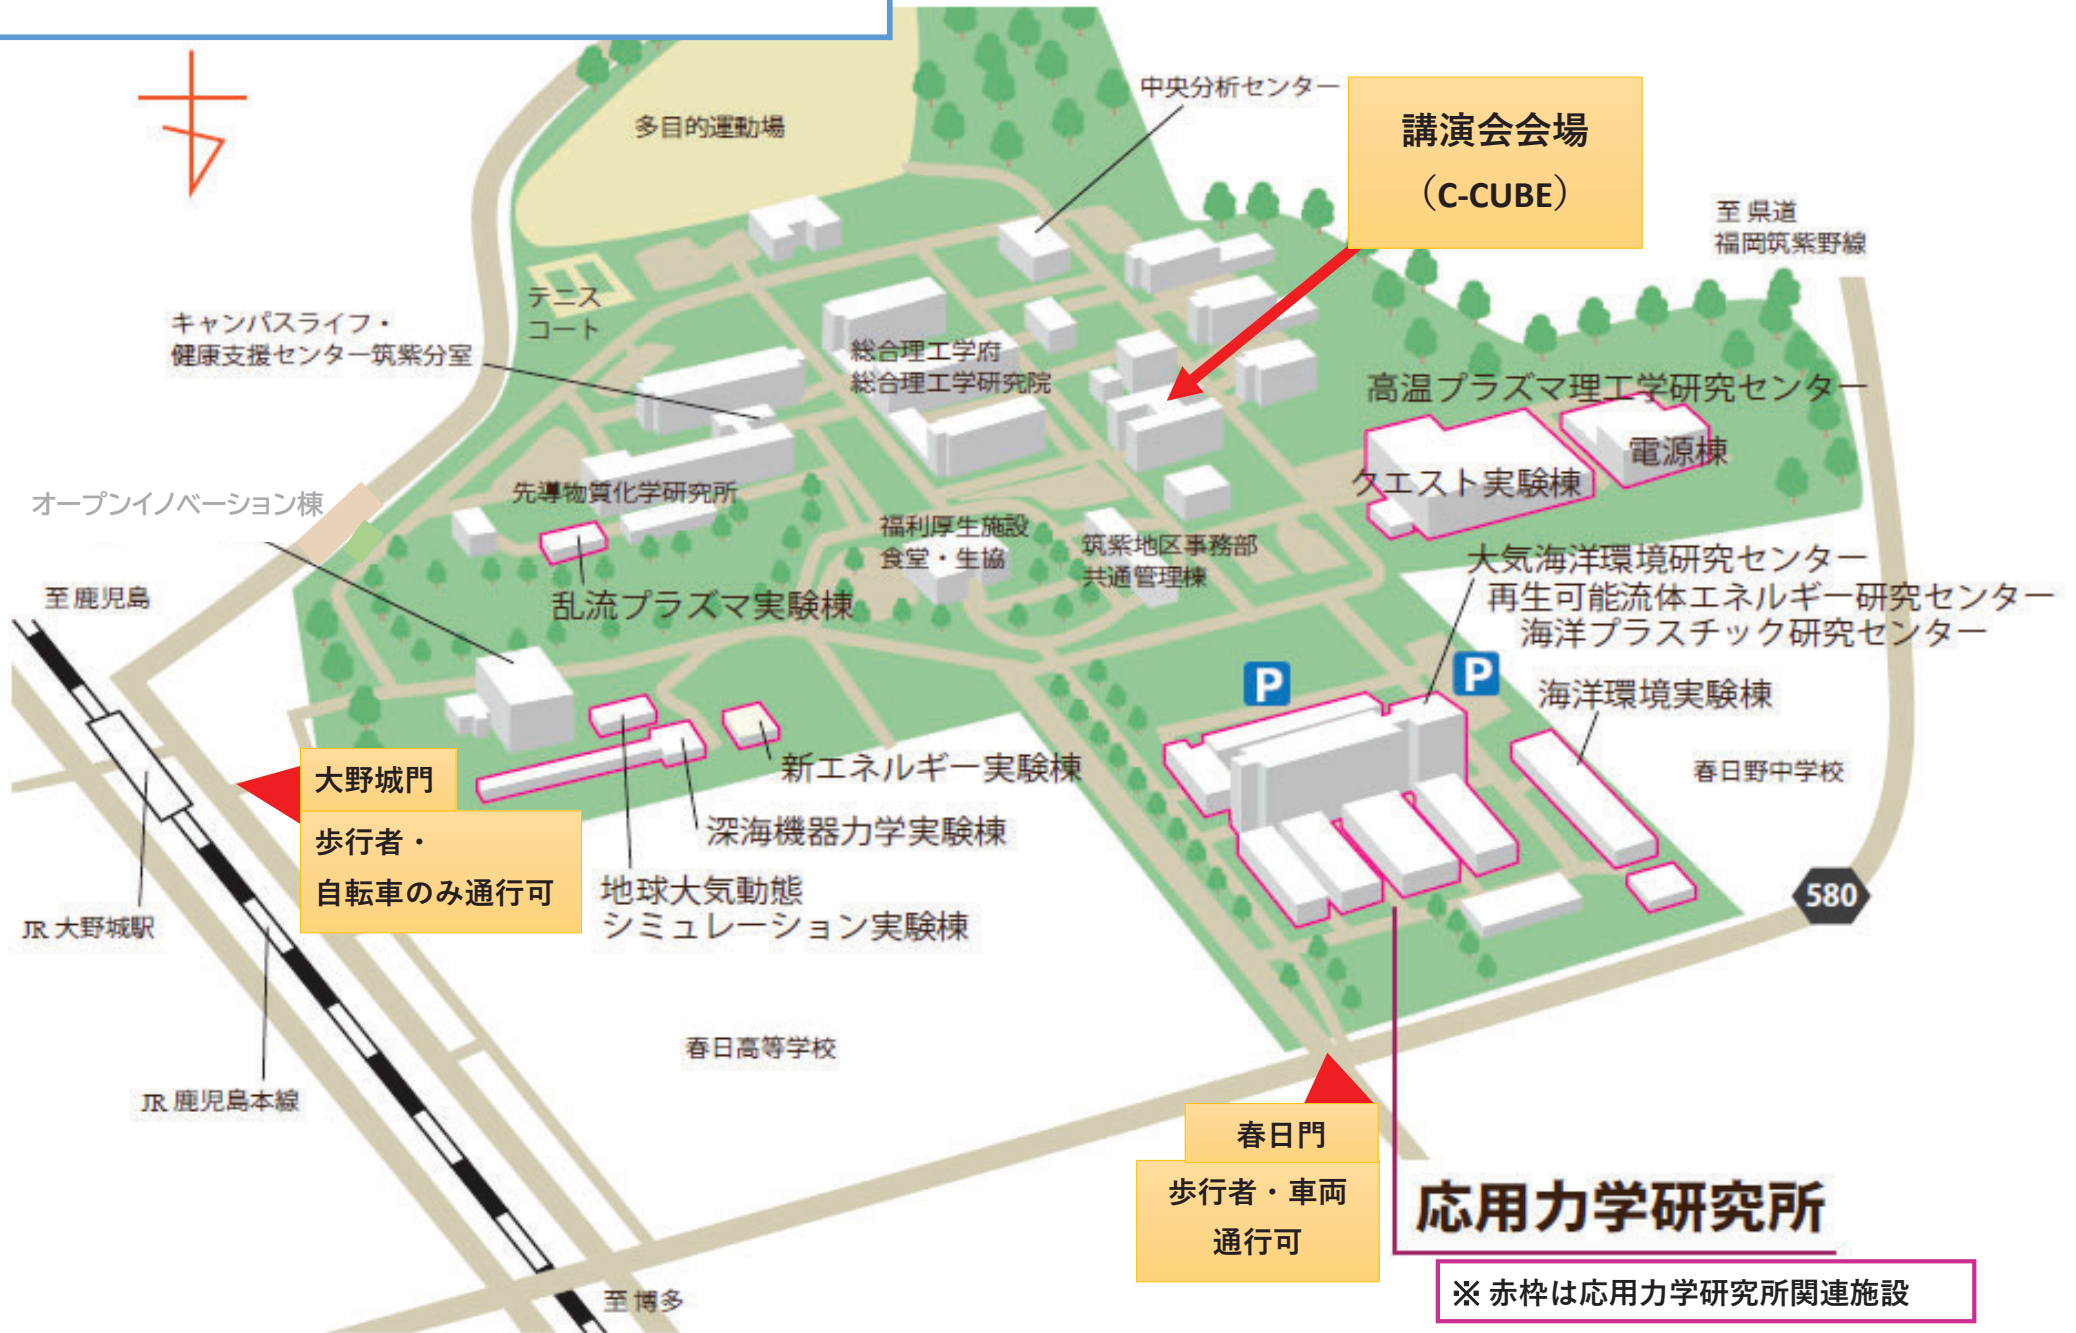 多目的運動場
中央分析センター
講演会会場
（C-CUBE）
至 県道
福岡筑紫野線
テニス
コート
キャンパスライフ・
健康支援センター筑紫分室
総合理工学府
総合理工学研究院
高温プラズマ理工学研究センター
電源棟
クエスト実験棟
オープンイノベーション棟
先導物質化学研究所
福利厚生施設
食堂・生協
筑紫地区事務部
共通管理棟
大気海洋環境研究センター
再生可能流体エネルギー研究センター
海洋プラスチック研究センター
至 鹿児島
乱流プラズマ実験棟
P
P
海洋環境実験棟
新エネルギー実験棟
春日野中学校
大野城門
歩行者・
自転車のみ通行可
深海機器力学実験棟
地球大気動態
シミュレーション実験棟
580
JR 大野城駅
春日高等学校
JR 鹿児島本線
春日門
歩行者・車両
通行可
応用力学研究所
※ 赤枠は応用力学研究所関連施設
至 博多